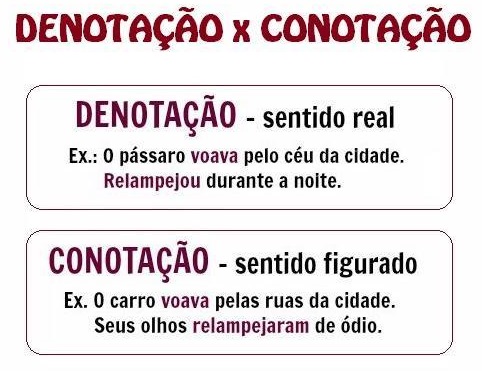 DENOTAÇÃO x CONOTAÇÃO
DENOTAÇÃO - sentido real
Ex.: O pássaro voava pelo céu da cidade.
Relampejou durante a noite.
CONOTAÇÃO - sentido figurado
Ex. O carro voava pelas ruas da cidade.
Seus olhos relampejaram de ódio.